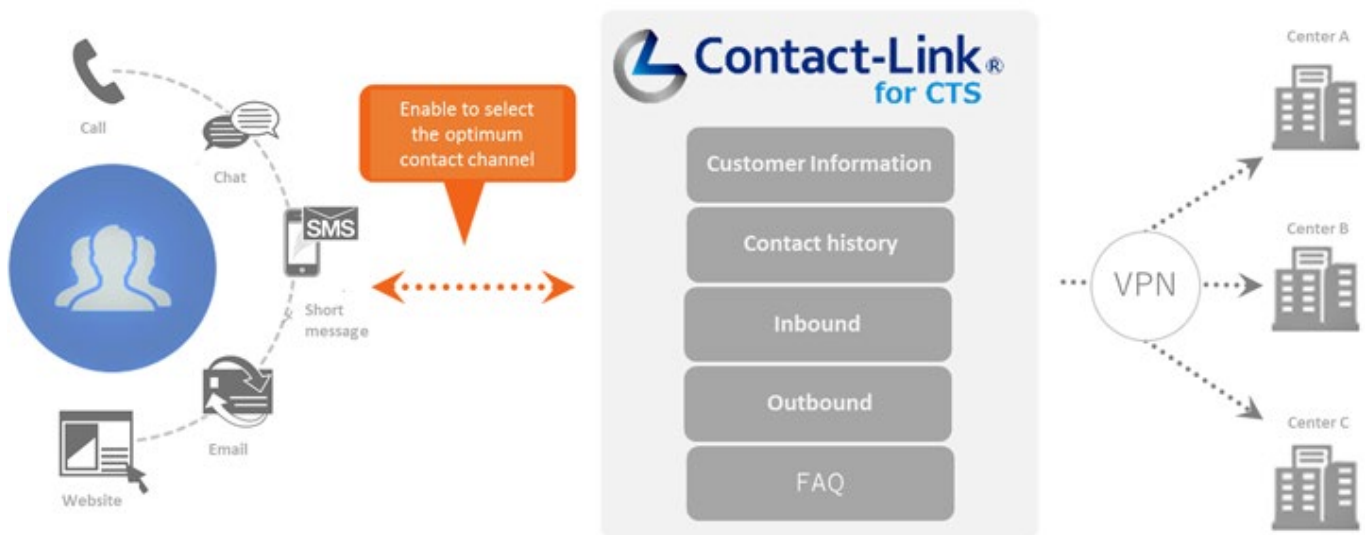 Call
Chat
SMS
Short
message
Email
Website
Enable to select
the optimum
contact channel
Contact-Link®
for CTS
Customer Information
Contact history
Inbound
Outbound
FAQ
VPN
Center A
Center B
Center C